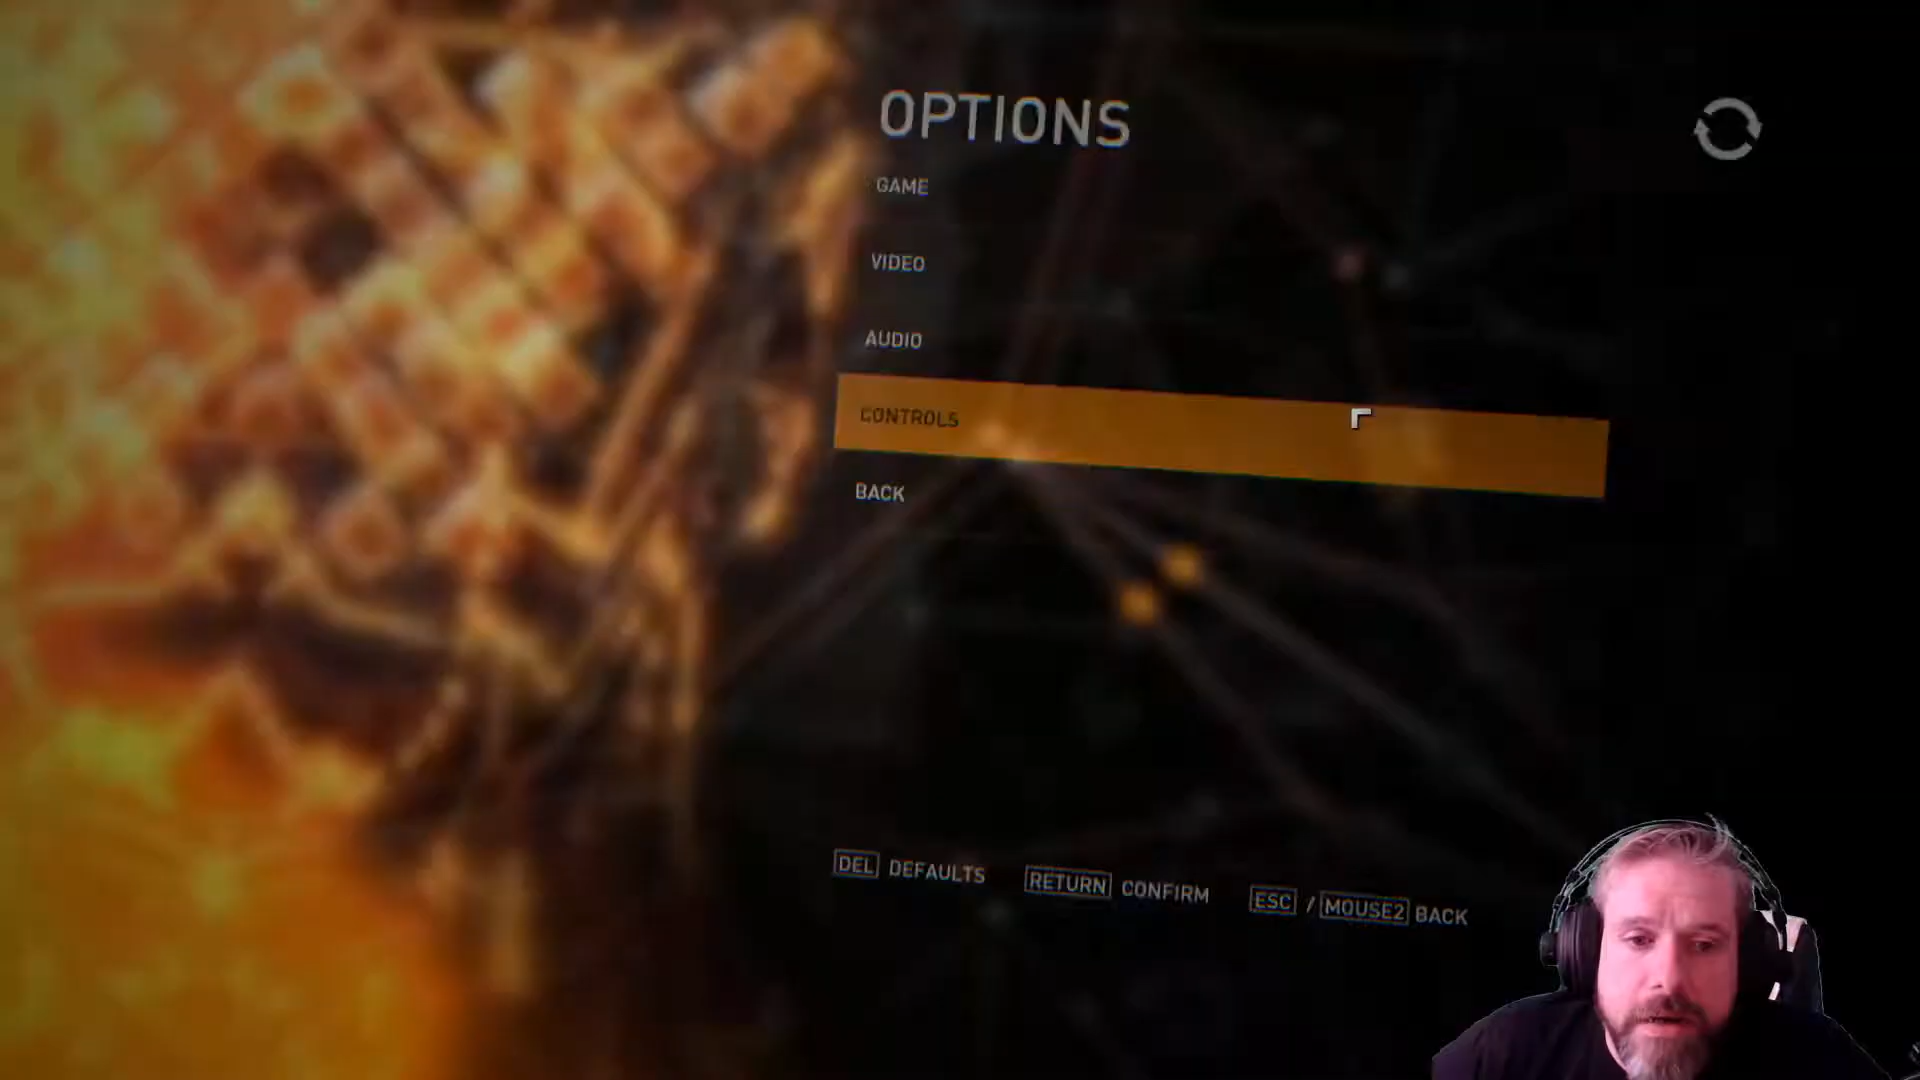 OPTIONS
GAME
VIDEO
AUDIO
CONTROLS
BACK
DEL DEFAULTS RETURN CONFIRM ESC / MOUSE2 BACK